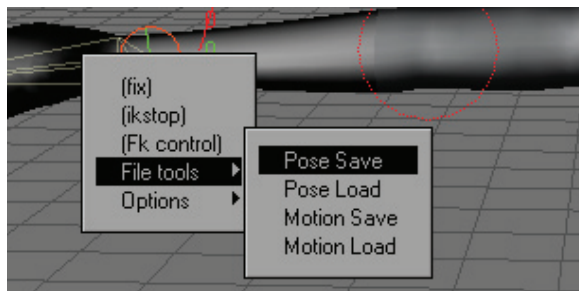 (fix)
(ikstop)
(Fk control)
File tools
Options
Pose Save
Pose Load
Motion Save
Motion Load